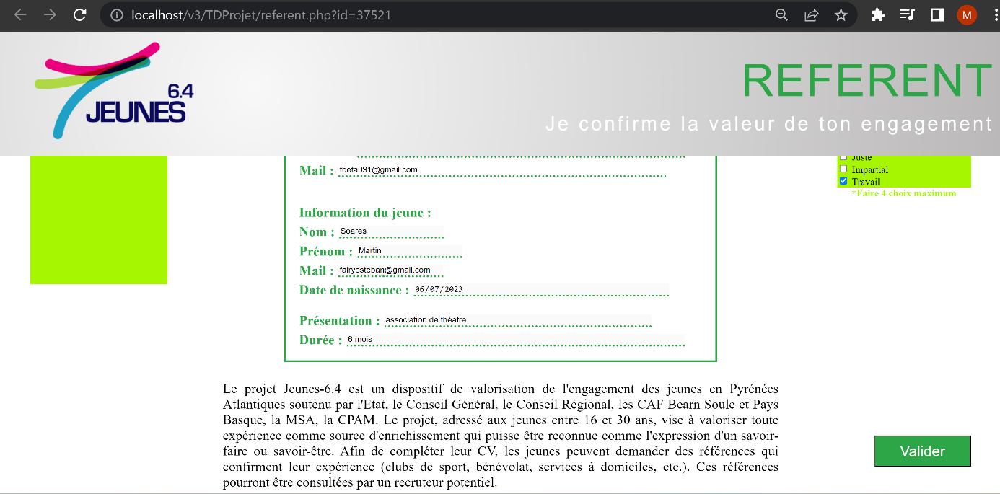 localhost/v3/TDProjet/referent.php?id=37521
M
6.4
JEUNES
REFERENT
Je confirme la valeur de ton engagement
Mail : tbeta091@gmail.com
Information du jeune :
Nom : Soares
Prénom : Martin
Mail : fairyesteban@gmail.com
Date de naissance : 06/07/2023
Présentation : association de théatre
Durée : 6 mois
Juste
Impartial
Travail
*Faire 4 choix maximum
Le projet Jeunes-6.4 est un dispositif de valorisation de l'engagement des jeunes en Pyrénées
Atlantiques soutenu par l'Etat, le Conseil Général, le Conseil Régional, les CAF Béarn Soule et Pays
Basque, la MSA, la CPAM. Le projet, adressé aux jeunes entre 16 et 30 ans, vise à valoriser toute
expérience comme source d'enrichissement qui puisse être reconnue comme l'expression d'un savoir-
faire ou savoir-être. Afin de compléter leur CV, les jeunes peuvent demander des références qui
confirment leur expérience (clubs de sport, bénévolat, services à domiciles, etc.). Ces références
pourront être consultées par un recruteur potentiel.
Valider